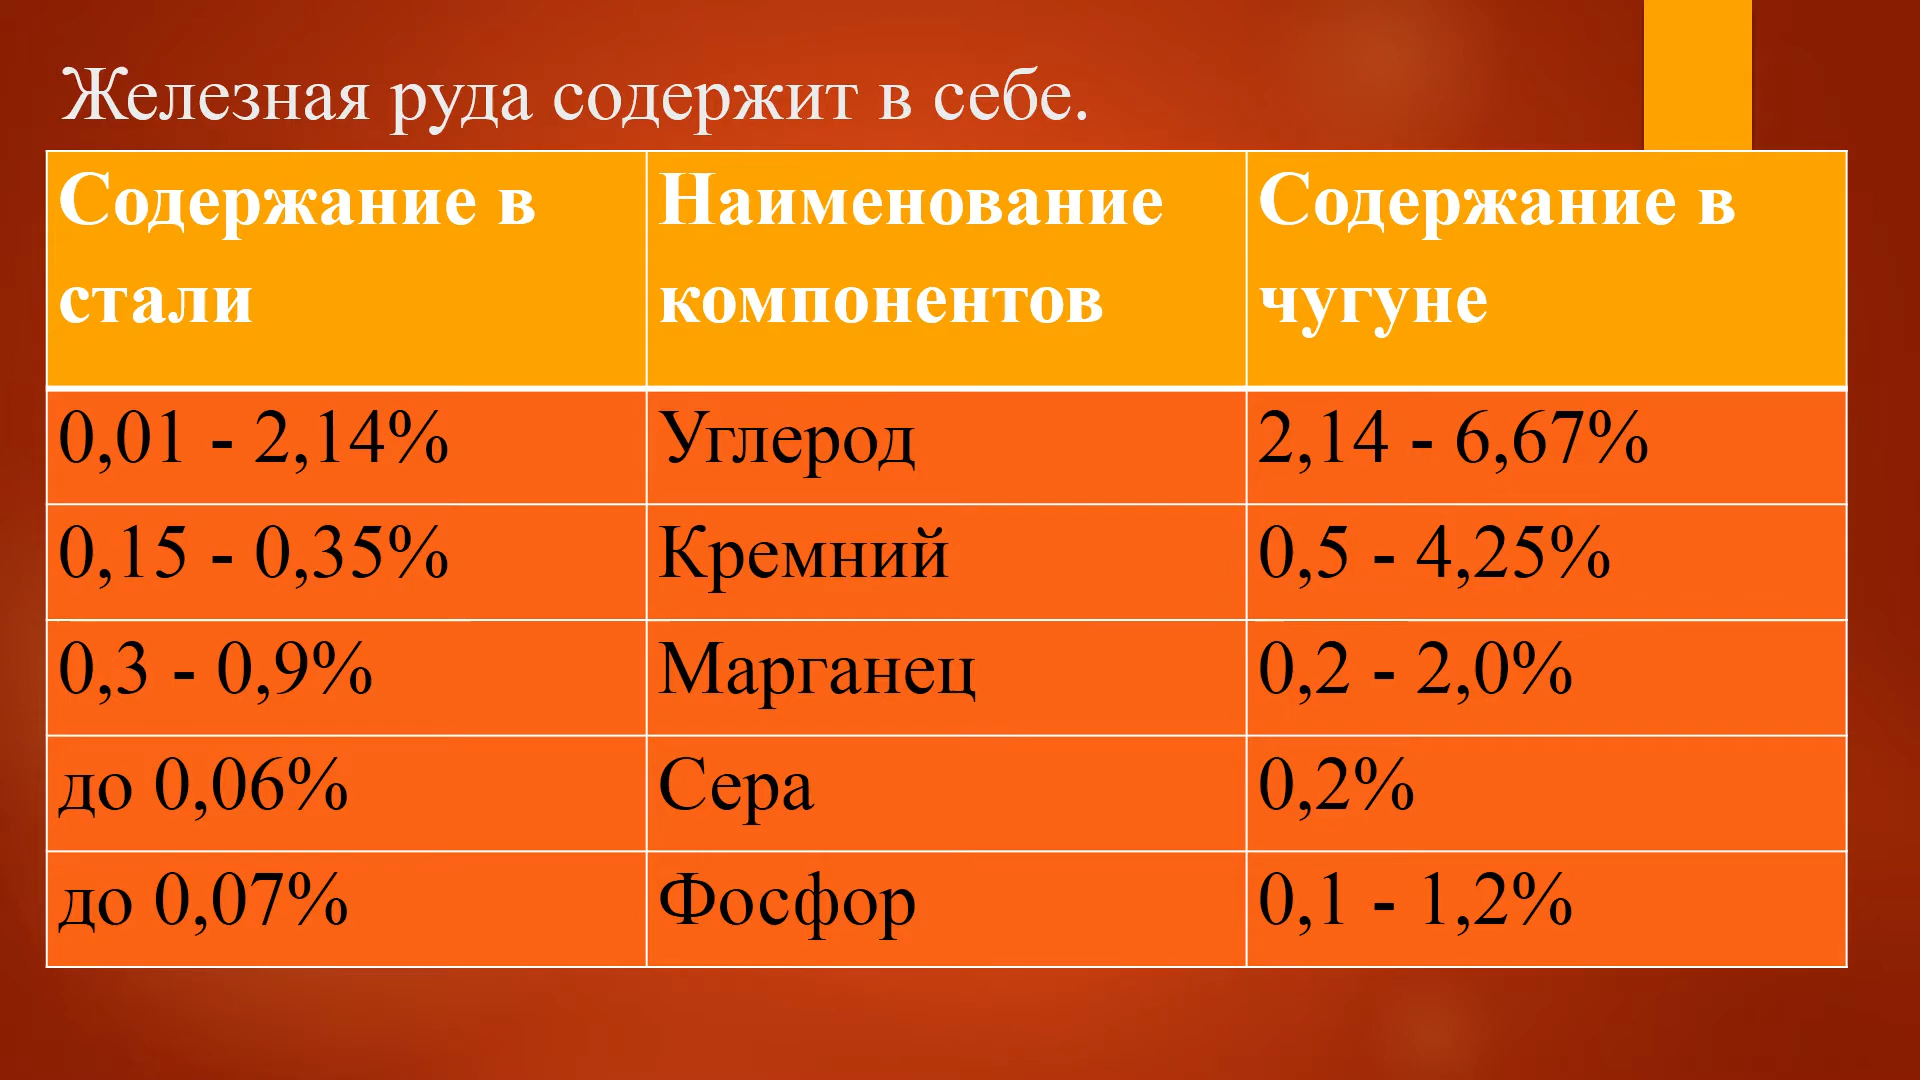 Железная руда содержит в себе.
Содержание в стали
Наименование компонентов
Содержание в чугуне
0,01 - 2,14%
Углерод
2,14 - 6,67%
0,15 - 0,35%
Кремний
0,5 - 4,25%
0,3 - 0,9%
Марганец
0,2 - 2,0%
до 0,06%
Сера
0,2%
до 0,07%
Фосфор
0,1 - 1,2%